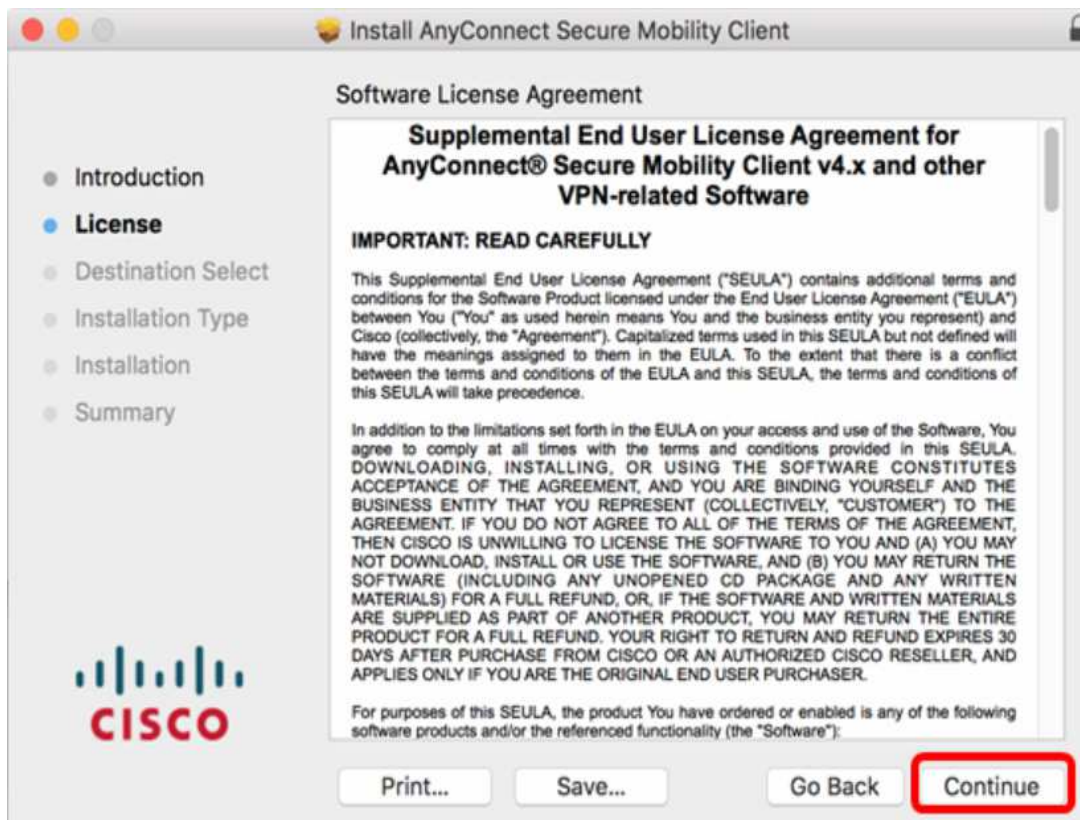 Install AnyConnect Secure Mobility Client
Software License Agreement
Introduction
License
Destination Select
Installation Type
Installation
Summary
Supplemental End User License Agreement for
AnyConnect® Secure Mobility Client v4.x and other
VPN-related Software
IMPORTANT: READ CAREFULLY
This Supplemental End User License Agreement ("SEULA") contains additional terms and
conditions for the Software Product licensed under the End User License Agreement ("EULA")
between You ("You" as used herein means You and the business entity you represent) and
Cisco (collectively, the "Agreement"). Capitalized terms used in this SEULA but not defined will
have the meanings assigned to them in the EULA. To the extent that there is a conflict
between the terms and conditions of the EULA and this SEULA, the terms and conditions of
this SEULA will take precedence.
In addition to the limitations set forth in the EULA on your access and use of the Software, You
agree to comply at all times with the terms and conditions provided in this SEULA.
DOWNLOADING, INSTALLING, OR USING THE SOFTWARE CONSTITUTES
ACCEPTANCE OF THE AGREEMENT, AND YOU ARE BINDING YOURSELF AND THE
BUSINESS ENTITY THAT YOU REPRESENT (COLLECTIVELY, "CUSTOMER") TO THE
AGREEMENT. IF YOU DO NOT AGREE TO ALL OF THE TERMS OF THE AGREEMENT,
THEN CISCO IS UNWILLING TO LICENSE THE SOFTWARE TO YOU AND (A) YOU MAY
NOT DOWNLOAD, INSTALL OR USE THE SOFTWARE, AND (B) YOU MAY RETURN THE
SOFTWARE (INCLUDING ANY UNOPENED CD PACKAGE AND ANY WRITTEN
MATERIALS) FOR A FULL REFUND, OR, IF THE SOFTWARE AND WRITTEN MATERIALS
ARE SUPPLIED AS PART OF ANOTHER PRODUCT, YOU MAY RETURN THE ENTIRE
PRODUCT FOR A FULL REFUND. YOUR RIGHT TO RETURN AND REFUND EXPIRES 30
DAYS AFTER PURCHASE FROM CISCO OR AN AUTHORIZED CISCO RESELLER, AND
APPLIES ONLY IF YOU ARE THE ORIGINAL END USER PURCHASER.
For purposes of this SEULA, the product You have ordered or enabled is any of the following
software products and/or the referenced functionality (the "Software"):
CISCO
Print...
Save...
Go Back
Continue